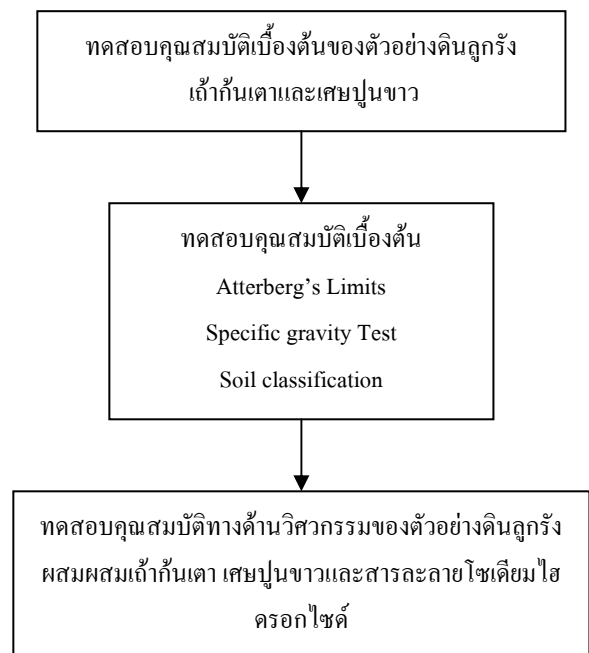 ทดสอบคุณสมบัติเบื้องต้นของตัวอย่างดินลูกรัง
เถ้าก้นเตาและเศษปูนขาว
ทดสอบคุณสมบัติเบื้องต้น
Atterberg’s Limits
Specific gravity Test
Soil classification
ทดสอบคุณสมบัติทางด้านวิศวกรรมของตัวอย่างดินลูกรัง
ผสมผสมเถ้าก้นเตา เศษปูนขาวและสารละลายโซเดียมไฮ
ดรอกไซด์